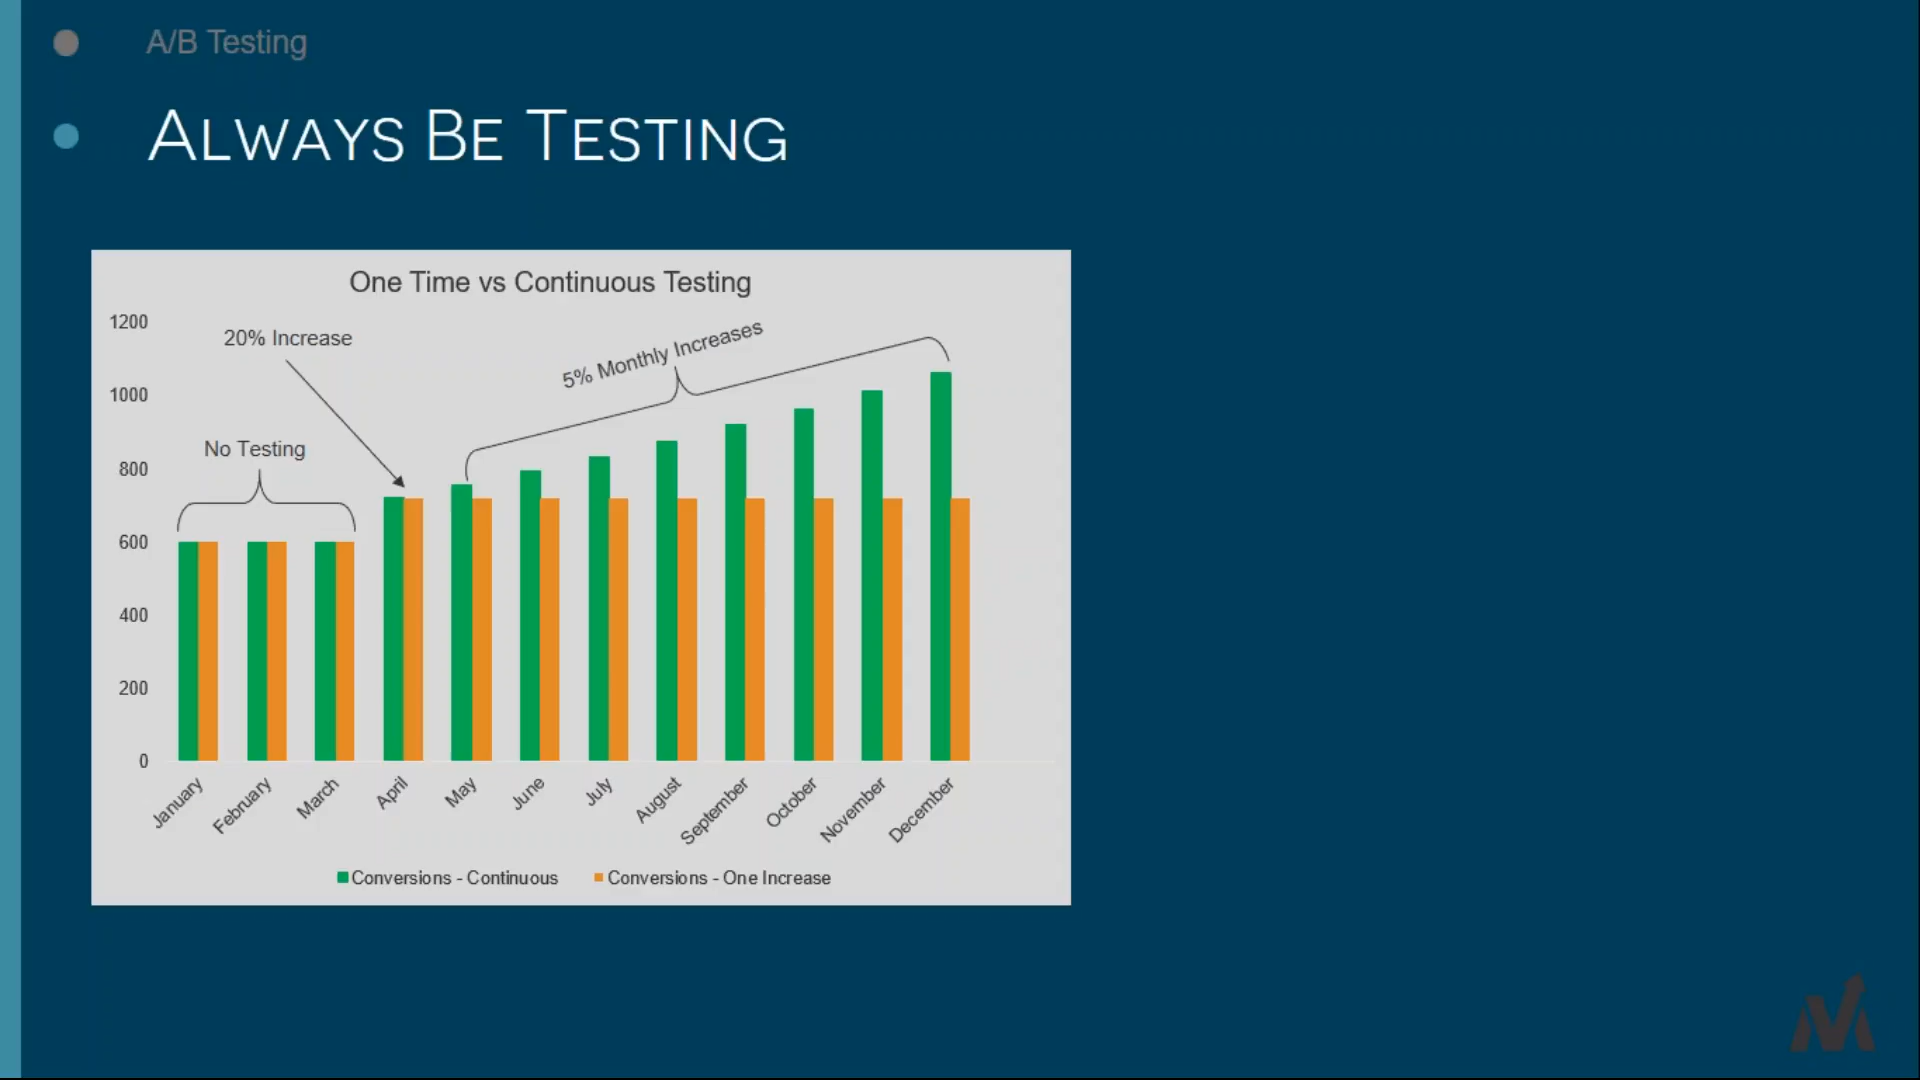 A/B Testing
ALWAYS BE TESTING
One Time vs Continuous Testing
1200
1000
800
600
400
200
0
20% Increase
5% Monthly Increases
No Testing
January
February
March
April
May
June
July
August
September
October
November
December
Conversions - Continuous
Conversions - One Increase